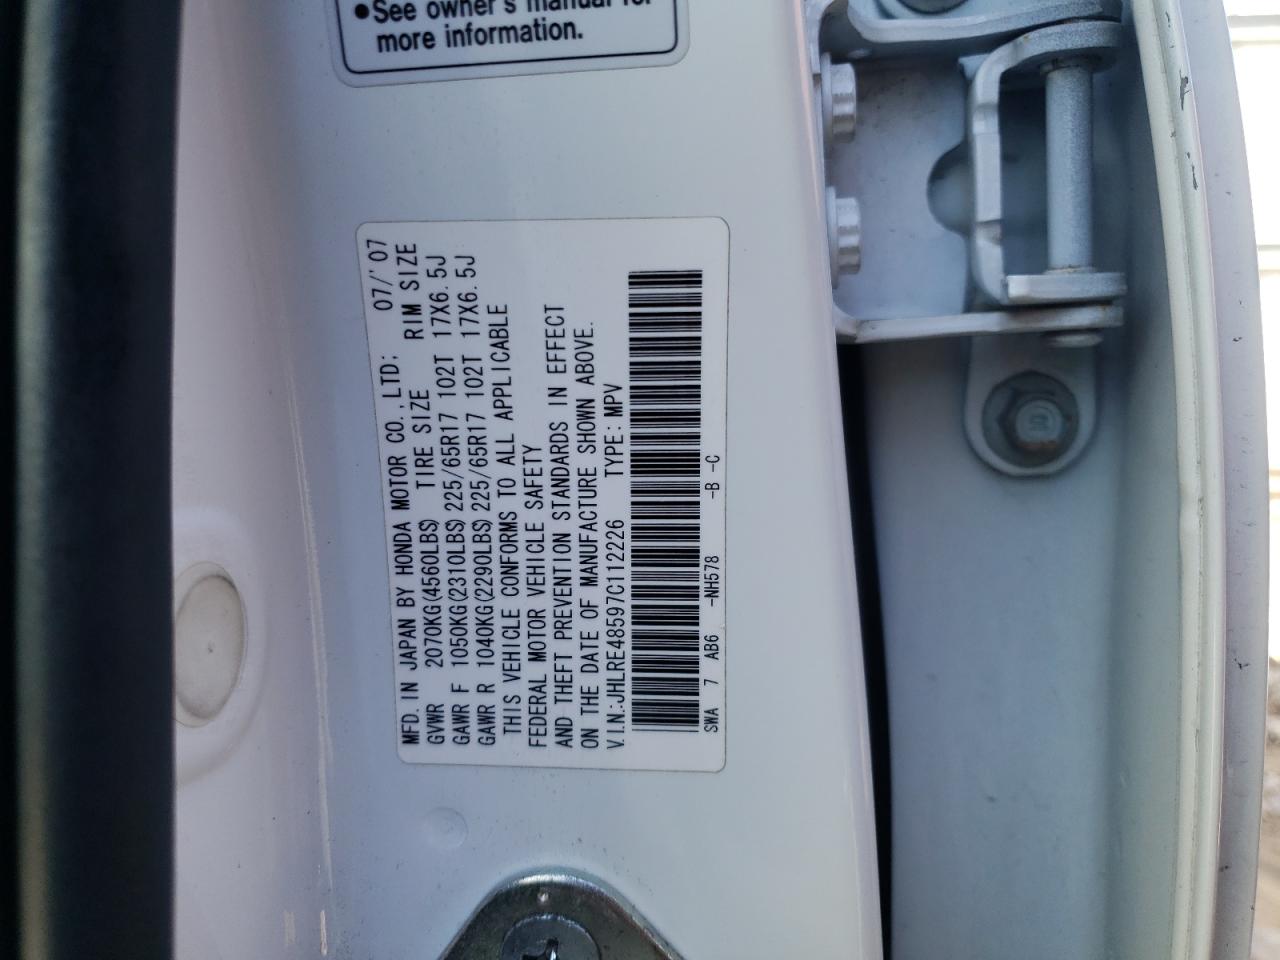 ●See owner's manual for
more information.
MFD. IN JAPAN BY HONDA MOTOR CO., LTD: 07/'07
GVWR 2070KG(4560LBS) TIRE SIZE RIM SIZE
GAWR F 1050KG(2310LBS) 225/65R17 102T 17X6.5J
GAWR R 1040KG(2290LBS) 225/65R17 102T 17X6.5J
THIS VEHICLE CONFORMS TO ALL APPLICABLE
FEDERAL MOTOR VEHICLE SAFETY
AND THEFT PREVENTION STANDARDS IN EFFECT
ON THE DATE OF MANUFACTURE SHOWN ABOVE.
V.I.N.:JHLRE48597C112226 TYPE:MPV
SWA 7 AB6 -NH578 -B -C